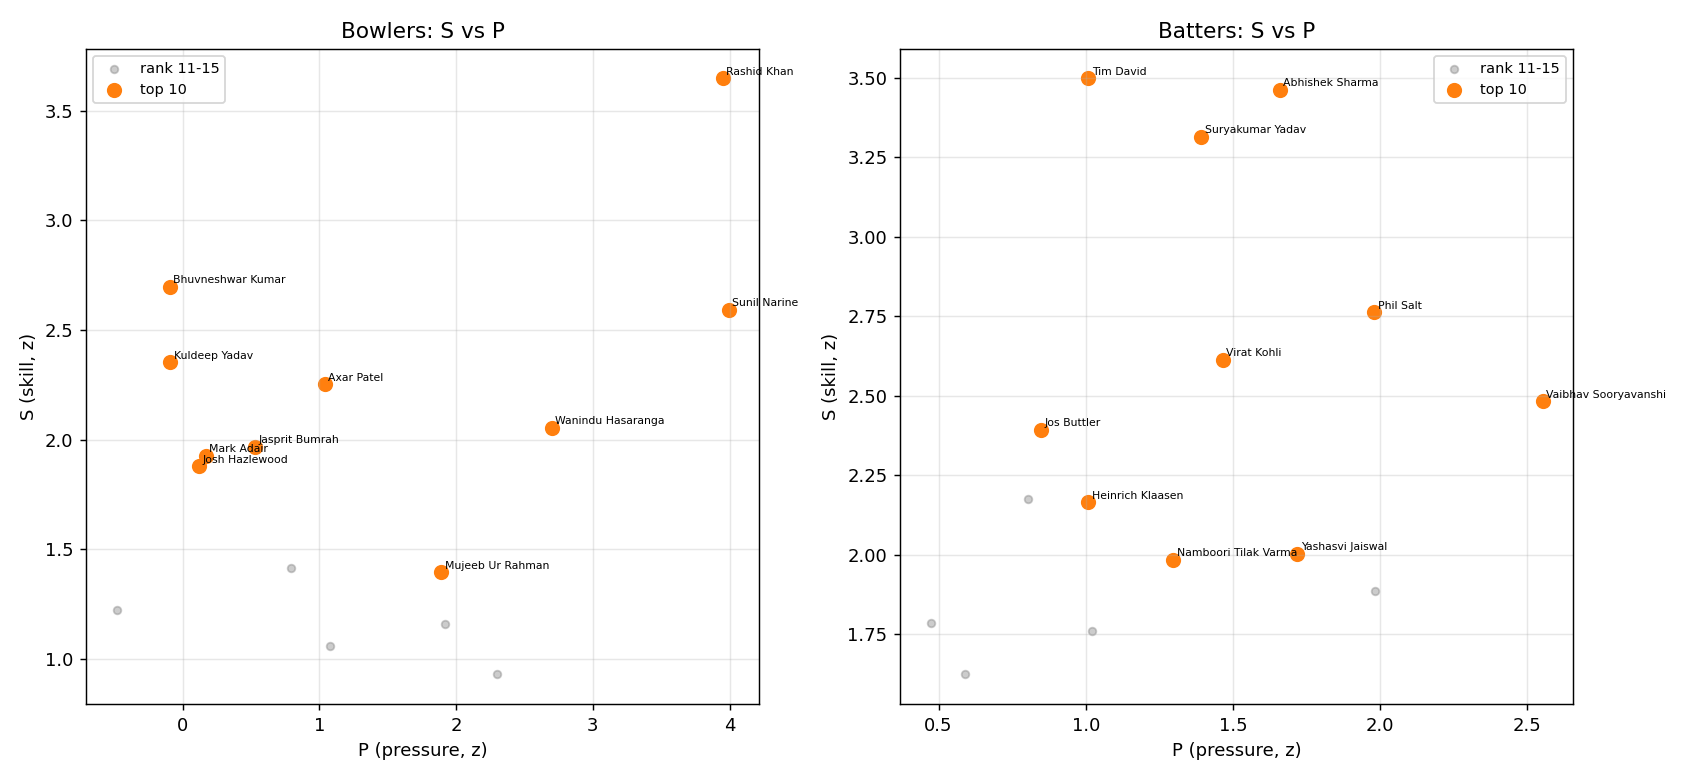 Bowlers: S vs P
rank 11-15
top 10
Rashid Khan
Bhuvneshwar Kumar
Sunil Narine
Kuldeep Yadav
Axar Patel
Wanindu Hasaranga
Jasprit Bumrah
Mark Adair
Josh Hazlewood
Mujeeb Ur Rahman
S (skill, z)
3.5
3.0
2.5
2.0
1.5
1.0
0
1
2
3
4
P (pressure, z)
Batters: S vs P
rank 11-15
top 10
Tim David
Abhishek Sharma
Suryakumar Yadav
Phil Salt
Virat Kohli
Vaibhav Sooryavanshi
Jos Buttler
Heinrich Klaasen
Namboori Tilak Varma
Yashasvi Jaiswal
S (skill, z)
3.50
3.25
3.00
2.75
2.50
2.25
2.00
1.75
0.5
1.0
1.5
2.0
2.5
P (pressure, z)